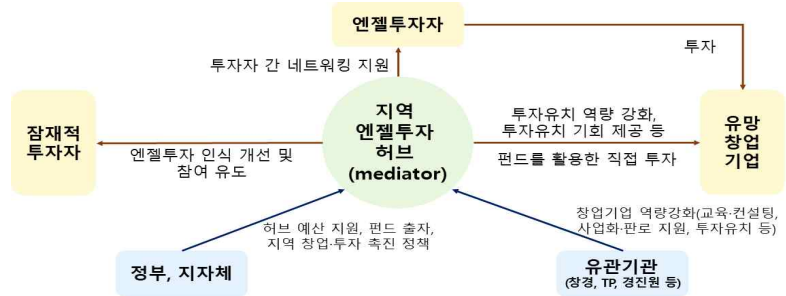 엔젤투자자
투자
투자자 간 네트워킹 지원
지역
엔젤투자
허브
(mediator)
잠재적
투자자
엔젤투자 인식 개선 및
참여 유도
투자유치 역량 강화,
투자유치 기회 제공 등
펀드를 활용한 직접 투자
유망
창업
기업
허브 예산 지원, 펀드 출자,
지역 창업·투자 촉진 정책
창업기업 역량강화(교육·컨설팅,
사업화·판로 지원, 투자유치 등)
정부, 지자체
유관기관
(창경, TP, 경진원 등)